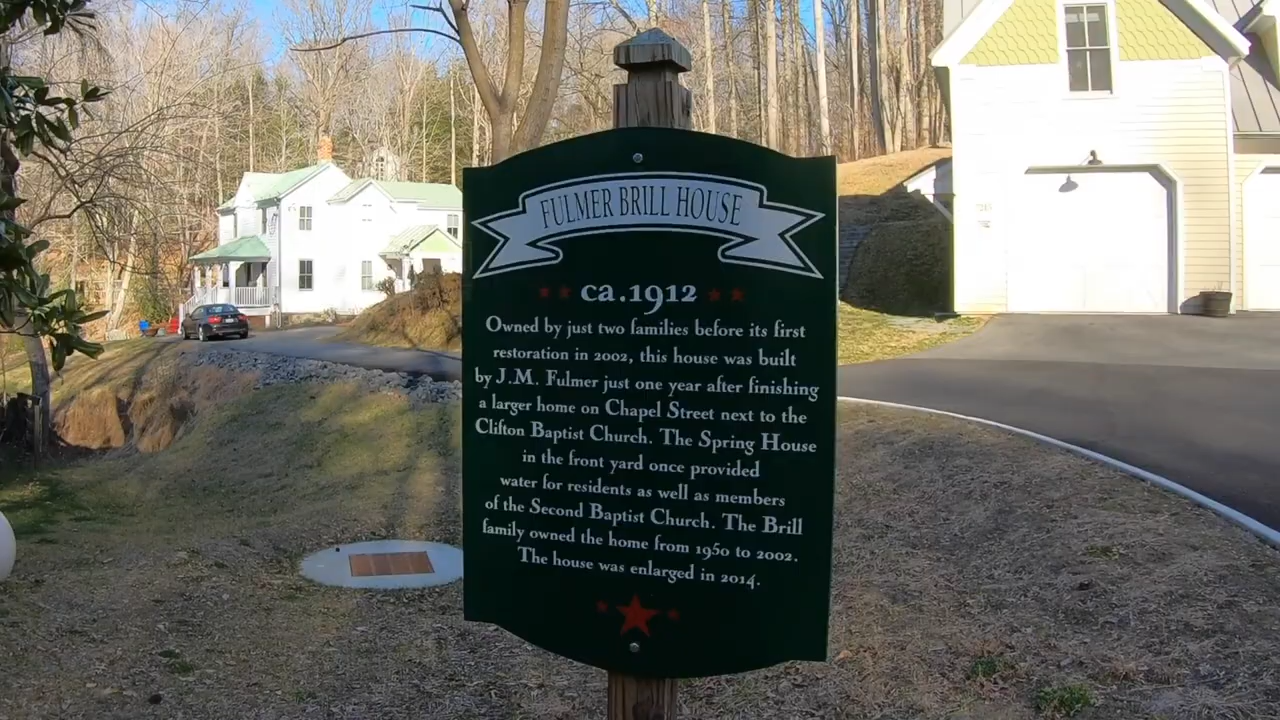 FULMER BRILL HOUSE
ca.1912
Owned by just two families before its first
restoration in 2002, this house was built
by J.M. Fulmer just one year after finishing
a larger home on Chapel Street next to the
Clifton Baptist Church. The Spring House
in the front yard once provided
water for residents as well as members
of the Second Baptist Church. The Brill
family owned the home from 1950 to 2002.
The house was enlarged in 2014.